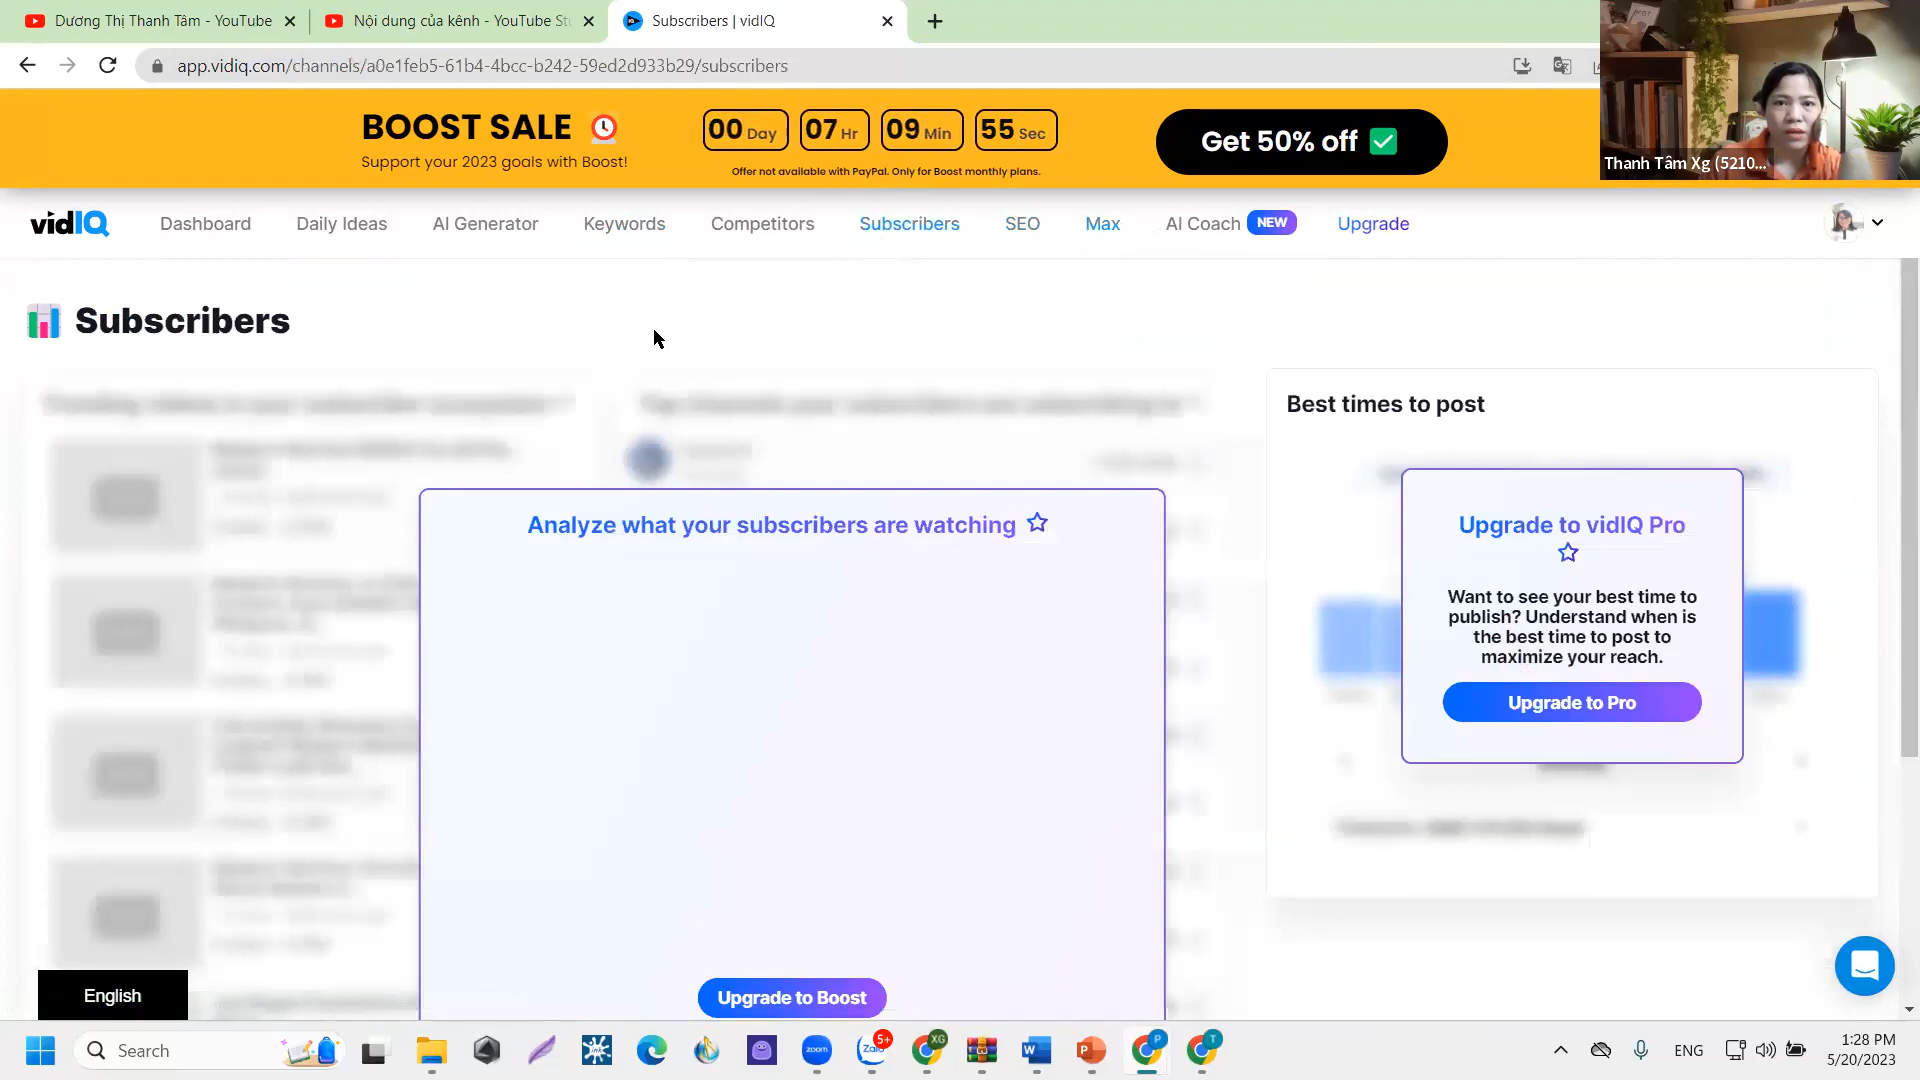 Dương Thị Thanh Tâm - YouTube
Nội dung của kênh - YouTube St
Subscribers | vidIQ
app.vidiq.com/channels/a0e1feb5-61b4-4bcc-b242-59ed2d933b29/subscribers
BOOST SALE
Support your 2023 goals with Boost!
00 Day 07 Hr 09 Min 55 Sec
Offer not available with PayPal. Only for Boost monthly plans.
Get 50% off
Thanh Tâm Xg (5210...
vidIQ Dashboard Daily Ideas AI Generator Keywords Competitors Subscribers SEO Max AI Coach NEW Upgrade
Subscribers
Best times to post
Analyze what your subscribers are watching
Upgrade to vidIQ Pro
Want to see your best time to
publish? Understand when is
the best time to post to
maximize your reach.
Upgrade to Pro
Upgrade to Boost
English
Search
zoom
Zalo
5+
XG
P
T
ENG
1:28 PM
5/20/2023